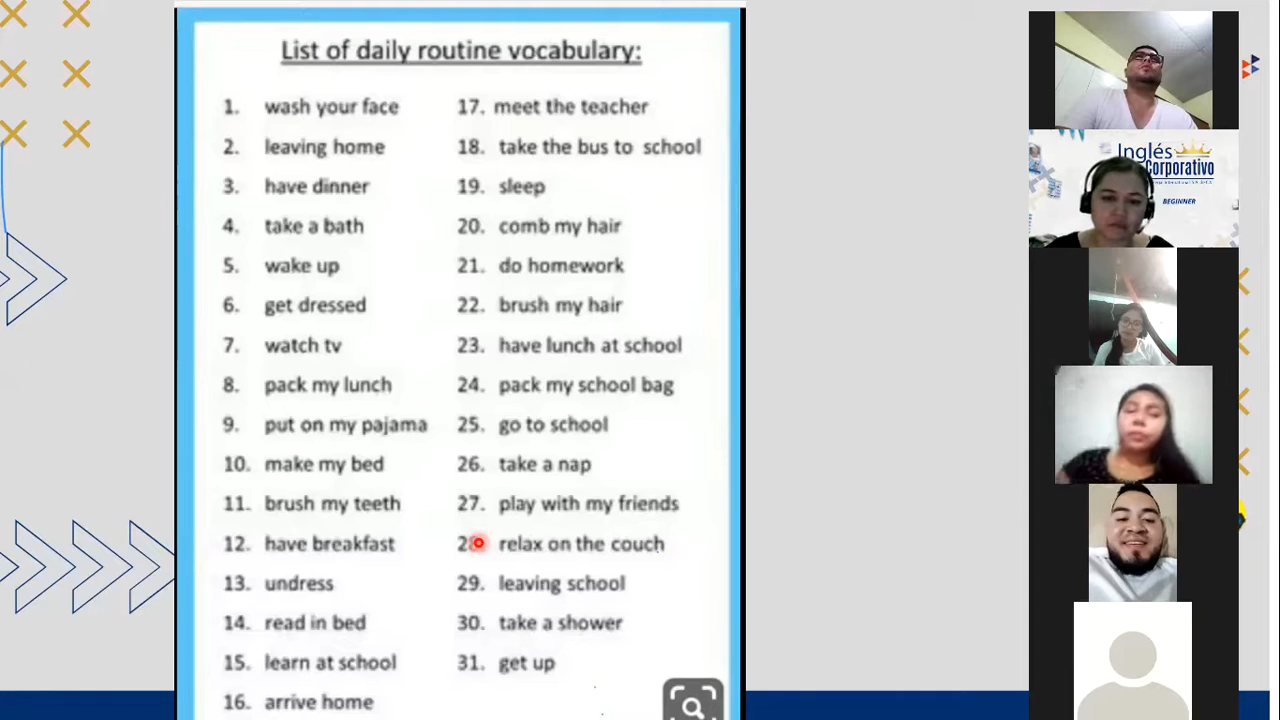 List of daily routine vocabulary:
1. wash your face
2. leaving home
3. have dinner
4. take a bath
5. wake up
6. get dressed
7. watch tv
8. pack my lunch
9. put on my pajama
10. make my bed
11. brush my teeth
12. have breakfast
13. undress
14. read in bed
15. learn at school
16. arrive home
17. meet the teacher
18. take the bus to school
19. sleep
20. comb my hair
21. do homework
22. brush my hair
23. have lunch at school
24. pack my school bag
25. go to school
26. take a nap
27. play with my friends
relax on the couch
29. leaving school
30. take a shower
31. get up
Inglés
Corporativo
BEGINNER